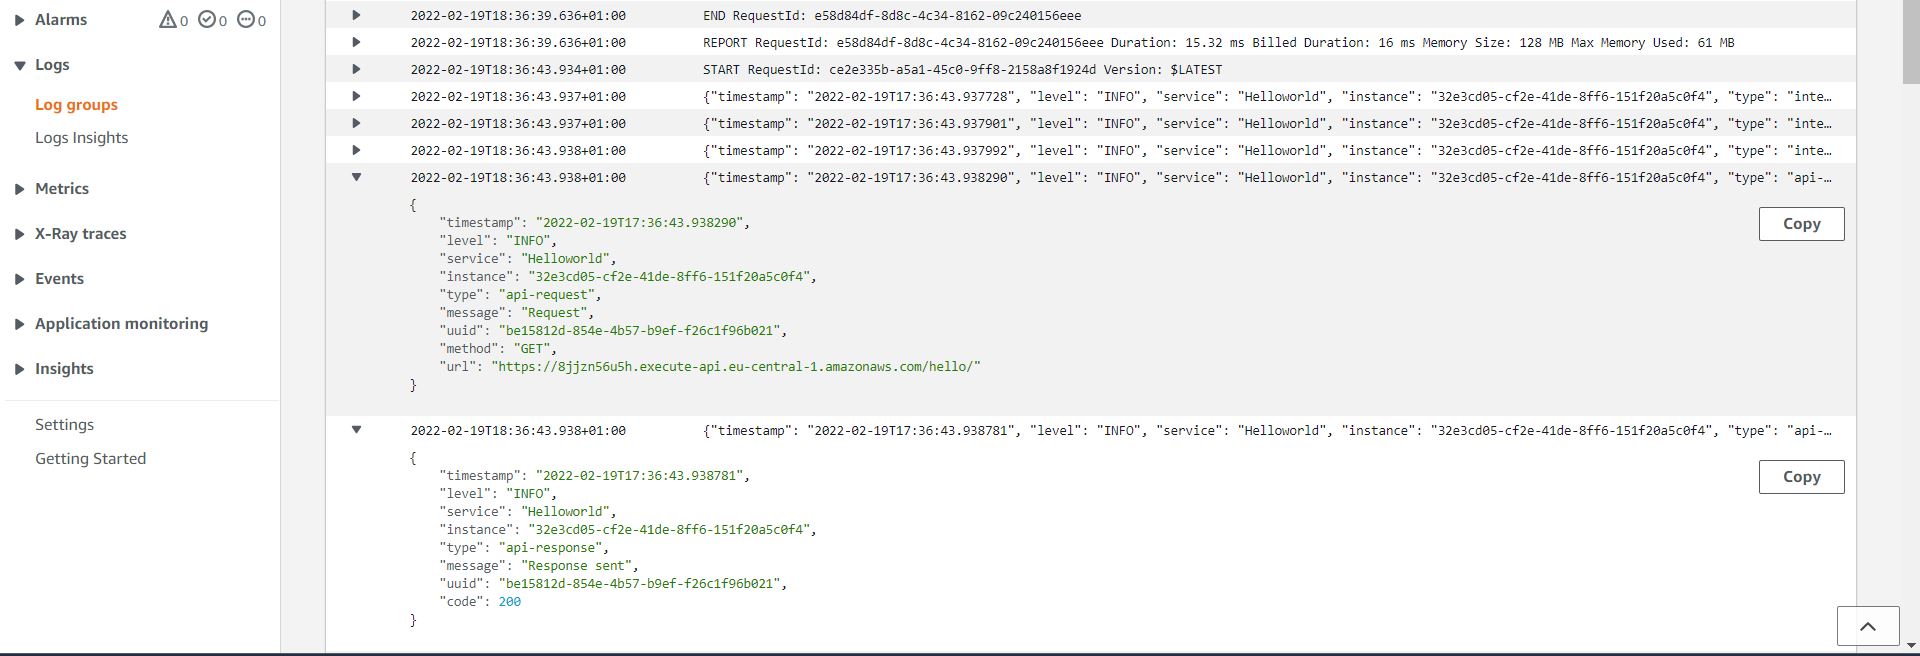 Alarms 0 0 0
Logs
Log groups
Logs Insights
Metrics
X-Ray traces
Events
Application monitoring
Insights
Settings
Getting Started
2022-02-19T18:36:39.636+01:00 END RequestId: e58d84df-8d8c-4c34-8162-09c240156eee
2022-02-19T18:36:39.636+01:00 REPORT RequestId: e58d84df-8d8c-4c34-8162-09c240156eee Duration: 15.32 ms Billed Duration: 16 ms Memory Size: 128 MB Max Memory Used: 61 MB
2022-02-19T18:36:43.934+01:00 START RequestId: ce2e335b-a5a1-45c0-9ff8-2158a8f1924d Version: $LATEST
2022-02-19T18:36:43.937+01:00 {"timestamp": "2022-02-19T17:36:43.937728", "level": "INFO", "service": "Helloworld", "instance": "32e3cd05-cf2e-41de-8ff6-151f20a5c0f4", "type": "inte…
2022-02-19T18:36:43.937+01:00 {"timestamp": "2022-02-19T17:36:43.937901", "level": "INFO", "service": "Helloworld", "instance": "32e3cd05-cf2e-41de-8ff6-151f20a5c0f4", "type": "inte…
2022-02-19T18:36:43.938+01:00 {"timestamp": "2022-02-19T17:36:43.937992", "level": "INFO", "service": "Helloworld", "instance": "32e3cd05-cf2e-41de-8ff6-151f20a5c0f4", "type": "inte…
2022-02-19T18:36:43.938+01:00 {"timestamp": "2022-02-19T17:36:43.938290", "level": "INFO", "service": "Helloworld", "instance": "32e3cd05-cf2e-41de-8ff6-151f20a5c0f4", "type": "api-…
{
"timestamp": "2022-02-19T17:36:43.938290",
"level": "INFO",
"service": "Helloworld",
"instance": "32e3cd05-cf2e-41de-8ff6-151f20a5c0f4",
"type": "api-request",
"message": "Request",
"uuid": "be15812d-854e-4b57-b9ef-f26c1f96b021",
"method": "GET",
"url": "https://8jjzn56u5h.execute-api.eu-central-1.amazonaws.com/hello/"
}
Copy
2022-02-19T18:36:43.938+01:00 {"timestamp": "2022-02-19T17:36:43.938781", "level": "INFO", "service": "Helloworld", "instance": "32e3cd05-cf2e-41de-8ff6-151f20a5c0f4", "type": "api-…
{
"timestamp": "2022-02-19T17:36:43.938781",
"level": "INFO",
"service": "Helloworld",
"instance": "32e3cd05-cf2e-41de-8ff6-151f20a5c0f4",
"type": "api-response",
"message": "Response sent",
"uuid": "be15812d-854e-4b57-b9ef-f26c1f96b021",
"code": 200
}
Copy